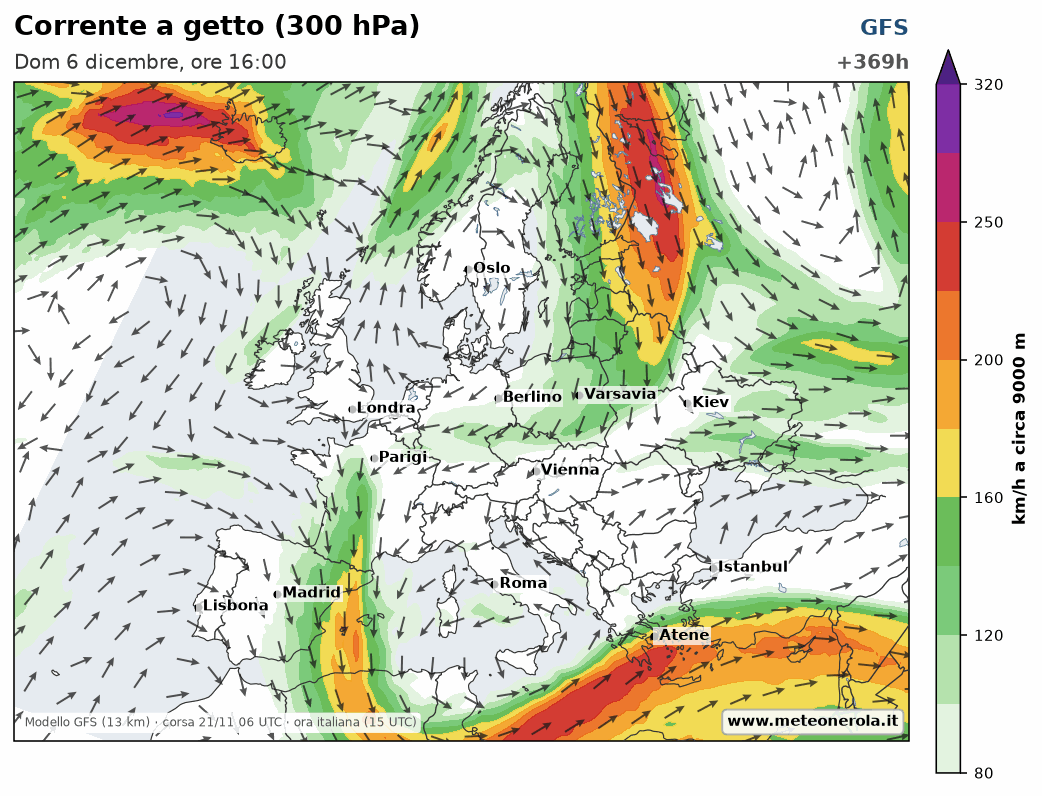 Corrente a getto (300 hPa)
GFS
Dom 6 dicembre, ore 16:00
+369h
320
250
200
160
120
80
km/h a circa 9000 m
Oslo
Berlino
Varsavia
Kiev
Londra
Parigi
Vienna
Istanbul
Roma
Madrid
Lisbona
Atene
Modello GFS (13 km) · corsa 21/11 06 UTC · ora italiana (15 UTC)
www.meteonerola.it